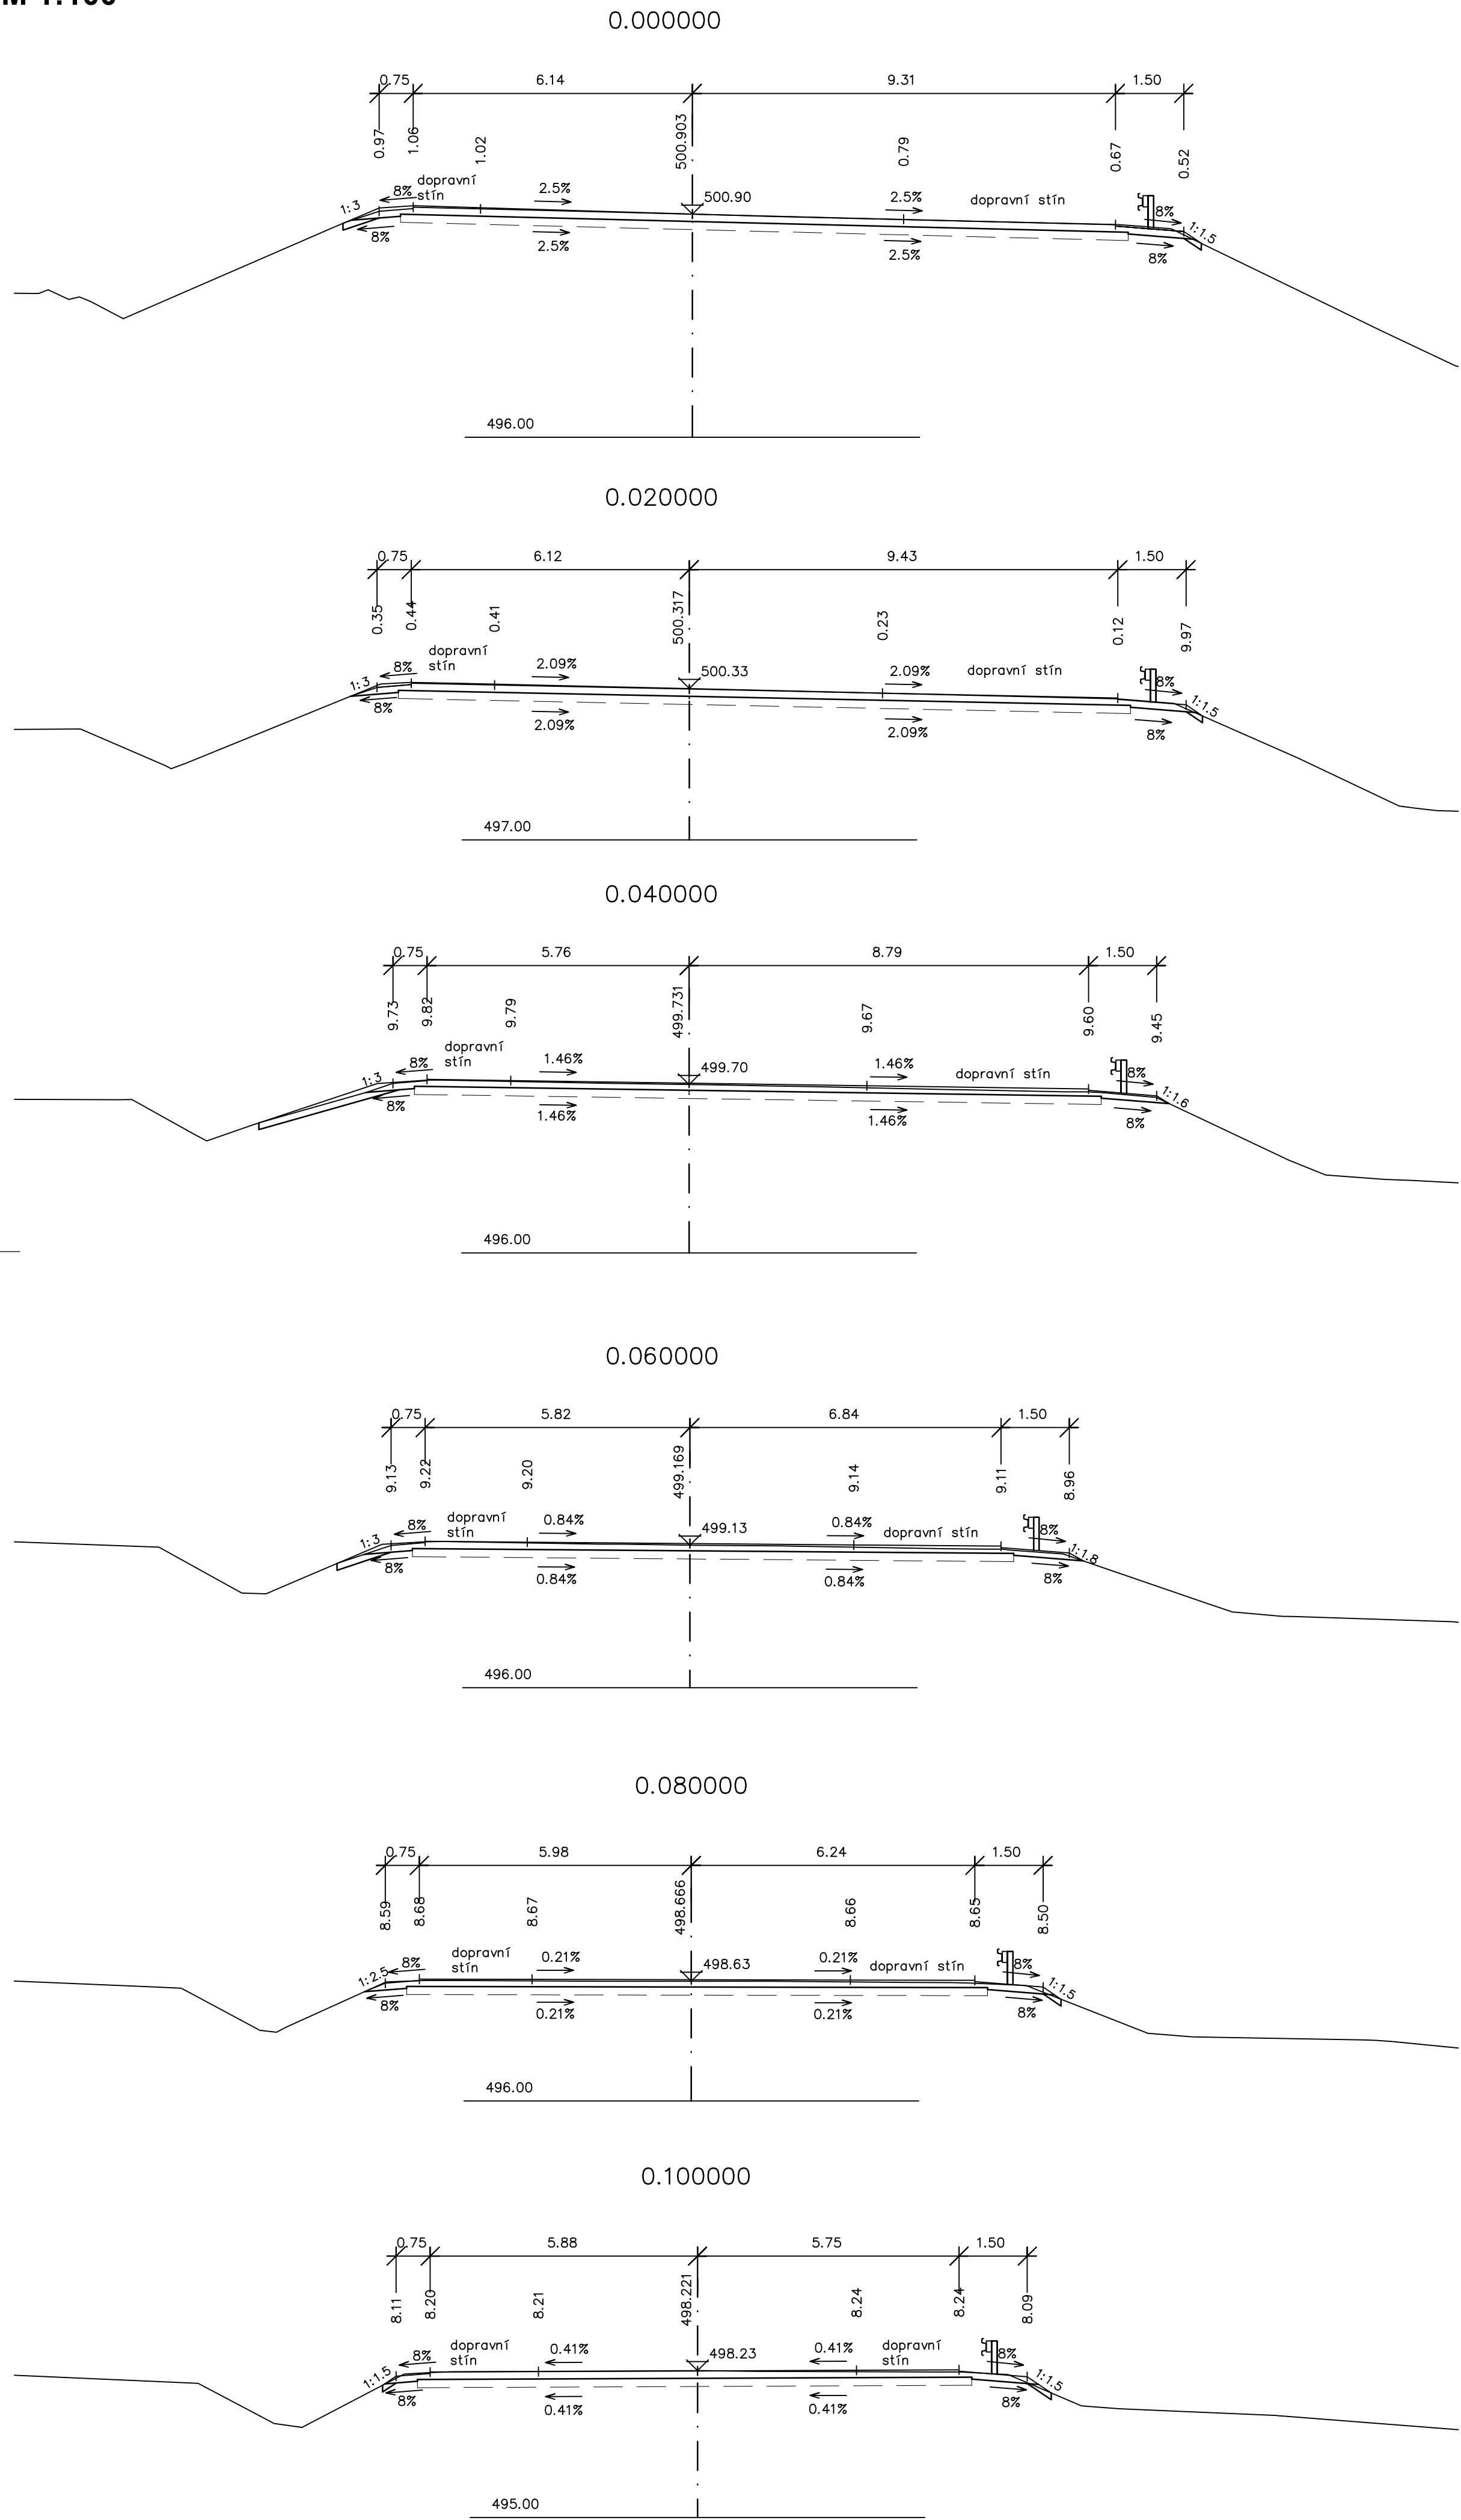 0.000000
0.75 6.14 9.31 1.50
0.97 1.06 1.02 500.903 0.79 0.67 0.52
1:3 8% dopravní
stín 2.5% 500.90 2.5% dopravní stín 8% 1:1.5
8% 2.5% 2.5% 8%
496.00
0.020000
0.75 6.12 9.43 1.50
0.35 0.44 0.41 500.317 0.23 0.12 9.97
1:3 8% dopravní
stín 2.09% 500.33 2.09% dopravní stín 8% 1:1.5
8% 2.09% 2.09% 8%
497.00
0.040000
0.75 5.76 8.79 1.50
9.73 9.82 9.79 499.731 9.67 9.60 9.45
1:3 8% dopravní
stín 1.46% 499.70 1.46% dopravní stín 8% 1:1.6
8% 1.46% 1.46% 8%
496.00
0.060000
0.75 5.82 6.84 1.50
9.13 9.22 9.20 499.169 9.14 9.11 8.96
1:3 8% dopravní
stín 0.84% 499.13 0.84% dopravní stín 8% 1:1.8
8% 0.84% 0.84% 8%
496.00
0.080000
0.75 5.98 6.24 1.50
8.59 8.68 8.67 498.666 8.66 8.65 8.50
1:2.5 8% dopravní
stín 0.21% 498.63 0.21% dopravní stín 8% 1:1.5
8% 0.21% 0.21% 8%
496.00
0.100000
0.75 5.88 5.75 1.50
8.11 8.20 8.21 498.221 8.24 8.24 8.09
1:1.5 8% dopravní
stín 0.41% 498.23 0.41% dopravní
stín 8% 1:1.5
8% 0.41% 0.41% 8%
495.00